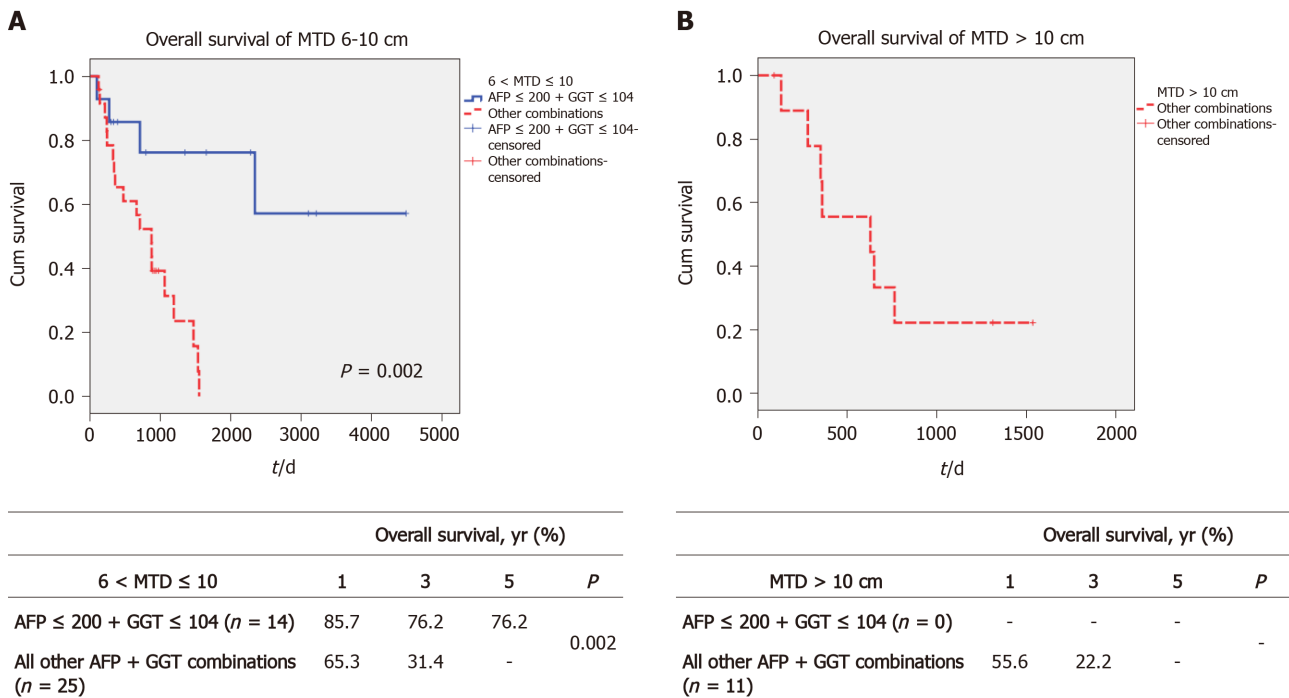 A
Overall survival of MTD 6-10 cm
6 < MTD ≤ 10
AFP ≤ 200 + GGT ≤ 104
Other combinations
AFP ≤ 200 + GGT ≤ 104-
censored
Other combinations-
censored
Cum survival
1.0
0.8
0.6
0.4
0.2
0.0
P = 0.002
0 1000 2000 3000 4000 5000
t/d
Overall survival, yr (%)
6 < MTD ≤ 10 1 3 5 P
AFP ≤ 200 + GGT ≤ 104 (n = 14) 85.7 76.2 76.2
0.002
All other AFP + GGT combinations 65.3 31.4 -
(n = 25)
B
Overall survival of MTD > 10 cm
MTD > 10 cm
Other combinations
Other combinations-
censored
Cum survival
1.0
0.8
0.6
0.4
0.2
0.0
0 500 1000 1500 2000
t/d
Overall survival, yr (%)
MTD > 10 cm 1 3 5 P
AFP ≤ 200 + GGT ≤ 104 (n = 0) - - -
-
All other AFP + GGT combinations 55.6 22.2 -
(n = 11)